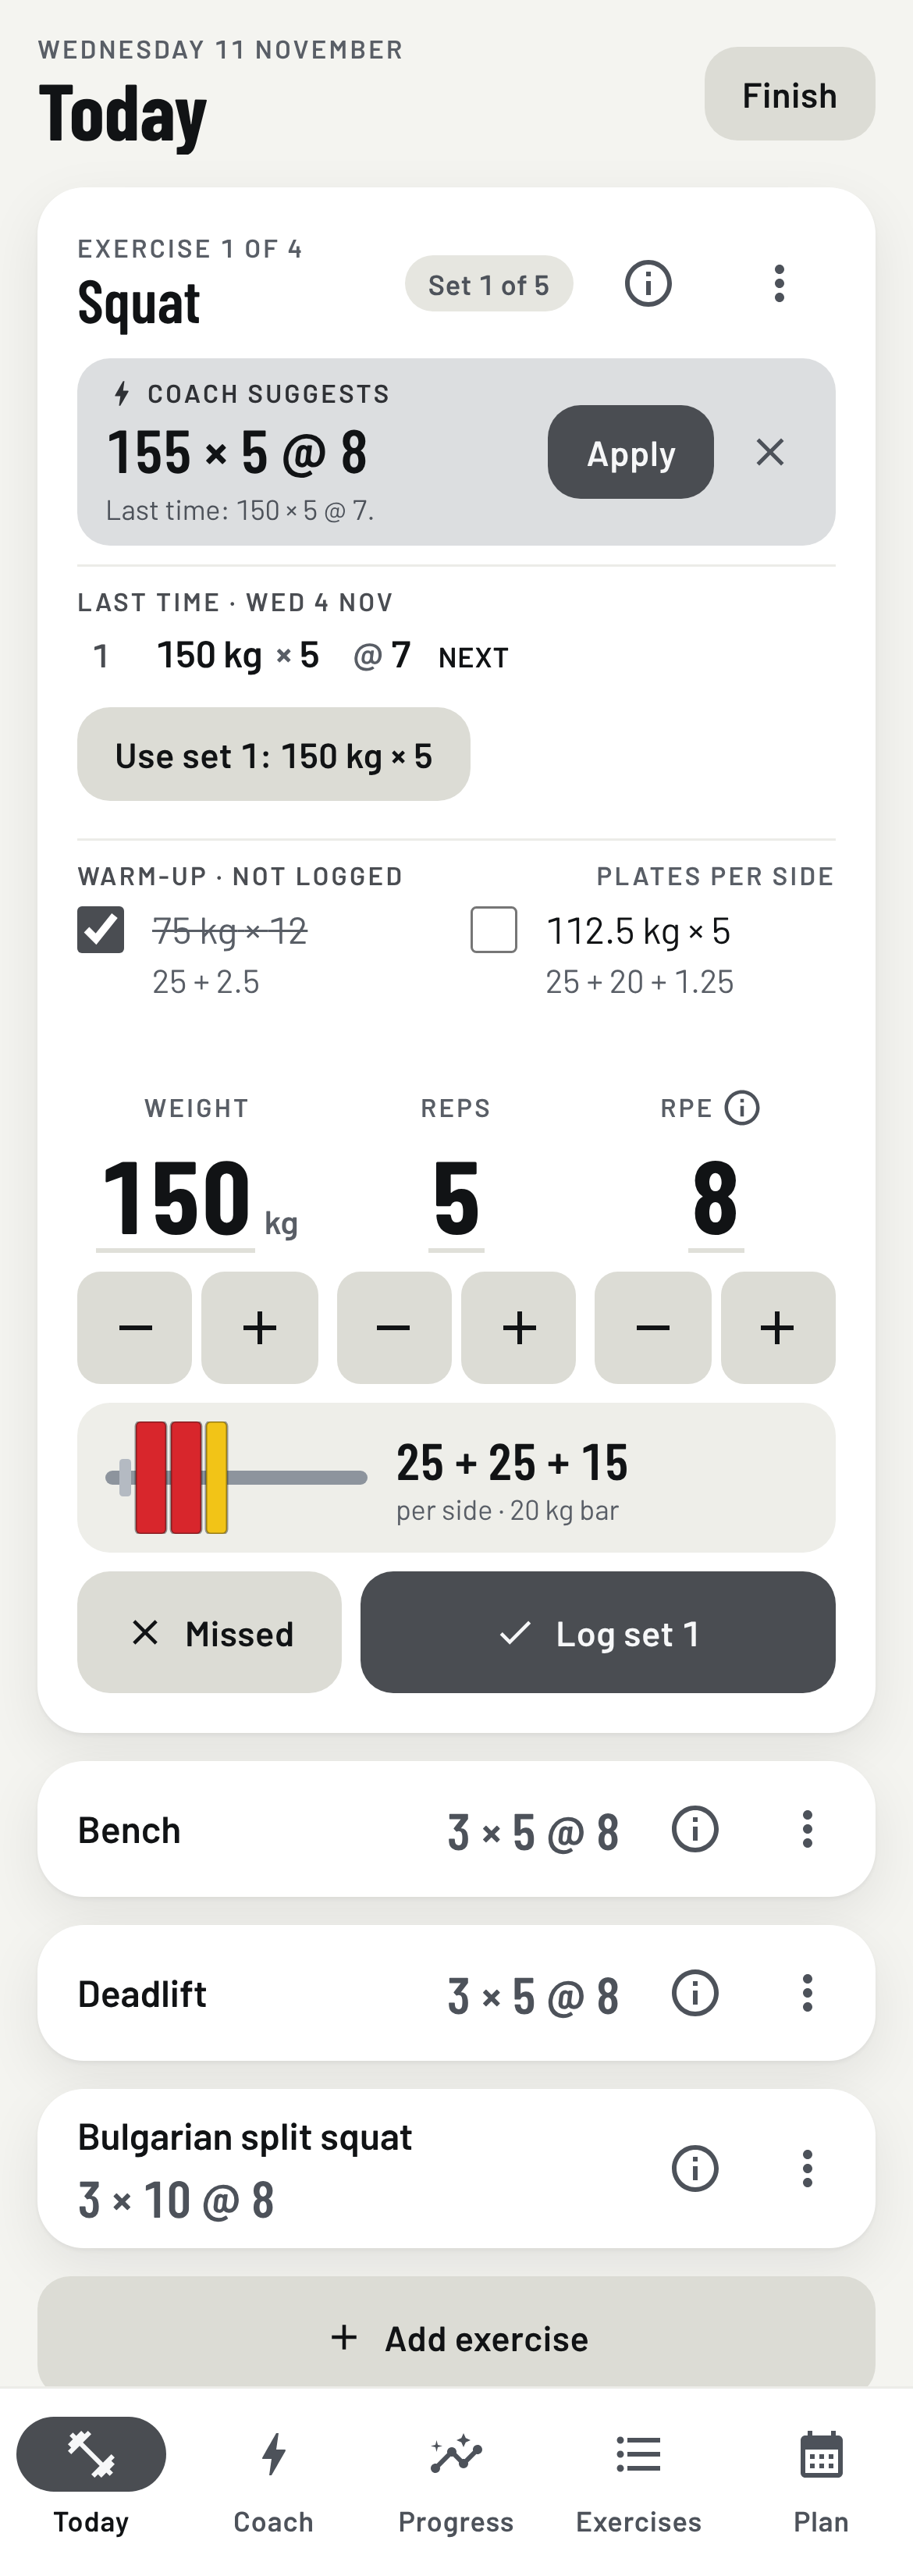 WEDNESDAY 11 NOVEMBER
Today
Finish
EXERCISE 1 OF 4
Squat
Set 1 of 5
COACH SUGGESTS
155 × 5 @ 8
Last time: 150 × 5 @ 7.
Apply
LAST TIME · WED 4 NOV
1 150 kg × 5 @ 7 NEXT
Use set 1: 150 kg × 5
WARM-UP · NOT LOGGED
PLATES PER SIDE
75 kg × 12
25 + 2.5
112.5 kg × 5
25 + 20 + 1.25
WEIGHT
REPS
RPE
150 kg
5
8
25 + 25 + 15
per side · 20 kg bar
Missed
Log set 1
Bench
3 × 5 @ 8
Deadlift
3 × 5 @ 8
Bulgarian split squat
3 × 10 @ 8
Add exercise
Today
Coach
Progress
Exercises
Plan